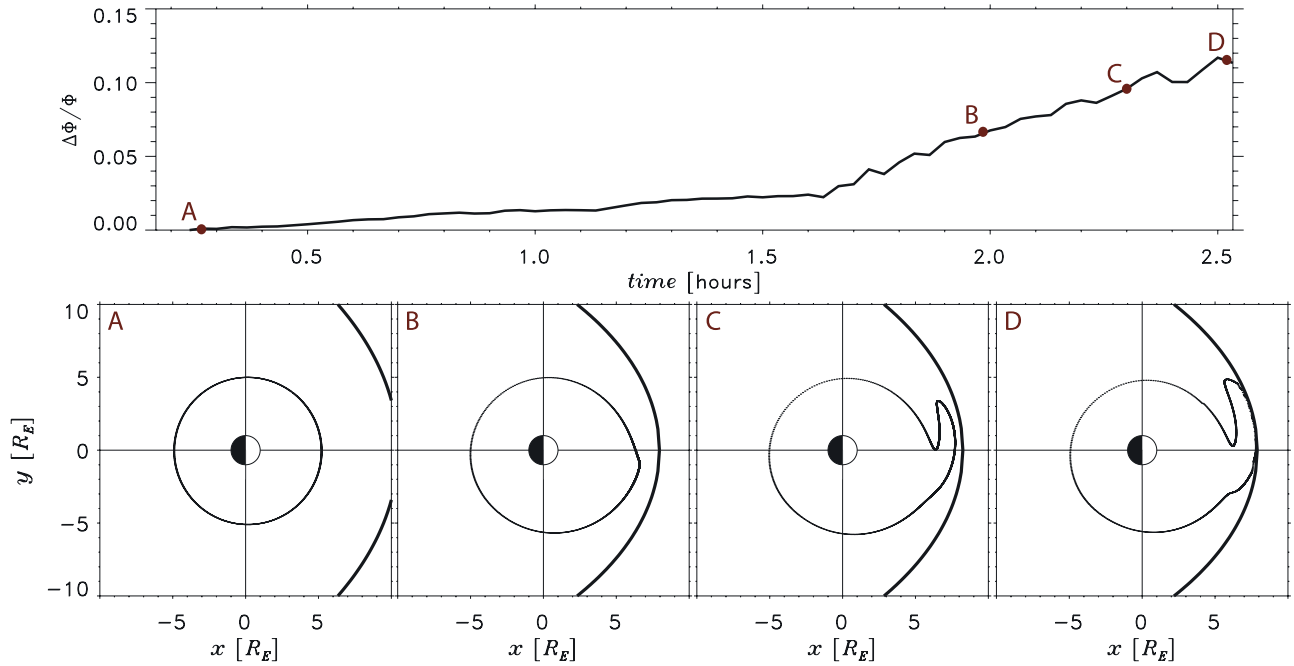 0.15
0.10
0.05
0.00
ΔΦ/Φ
A
B
C
D
0.5 1.0 1.5 2.0 2.5
time [hours]
A B C D
10
5
0
−5
−10
y [R_E]
−5 0 5 −5 0 5 −5 0 5 −5 0 5
x [R_E] x [R_E] x [R_E] x [R_E]